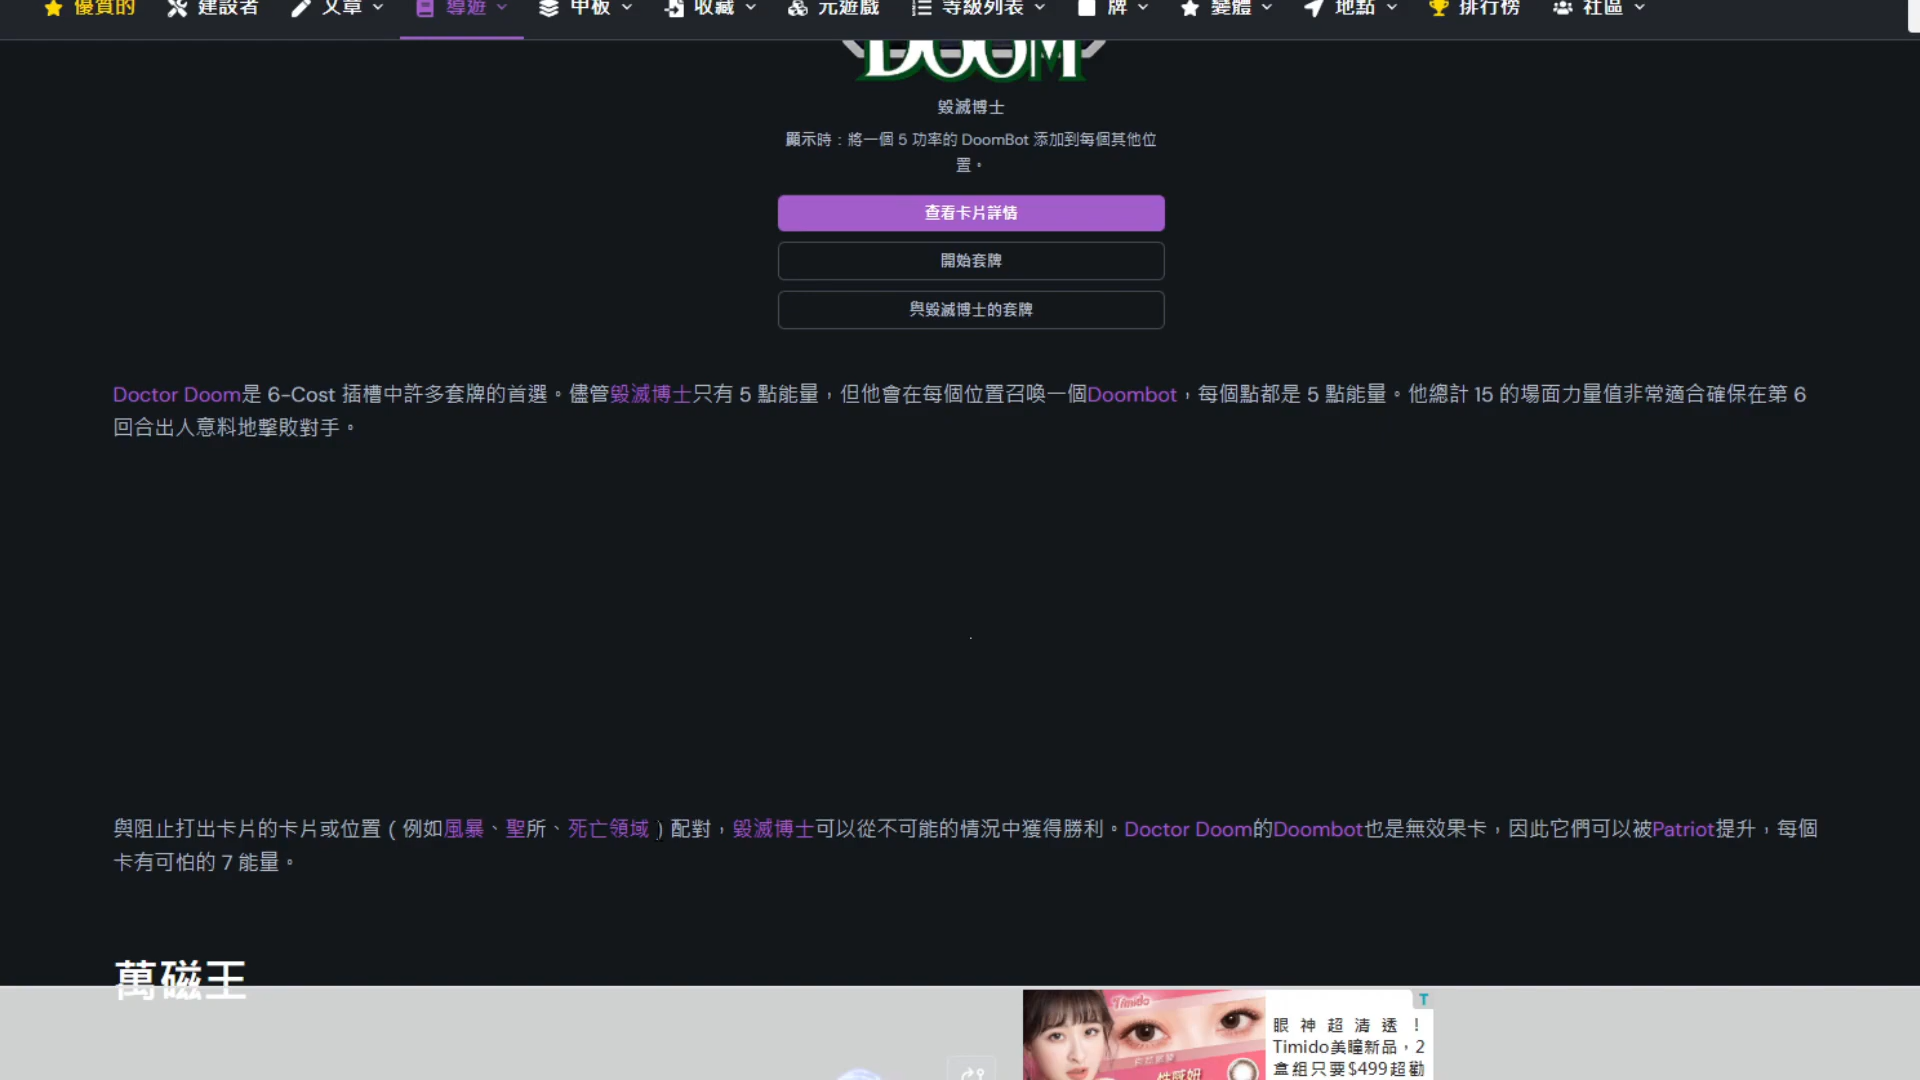 優質的 建設者 文章 導遊 甲板 收藏 元遊戲 等級列表 牌 變體 地點 排行榜 社區
DOOM
毀滅博士
顯示時：將一個 5 功率的 DoomBot 添加到每個其他位
置。
查看卡片詳情
開始套牌
與毀滅博士的套牌
Doctor Doom是 6-Cost 插槽中許多套牌的首選。儘管毀滅博士只有 5 點能量，但他會在每個位置召喚一個Doombot，每個點都是 5 點能量。他總計 15 的場面力量值非常適合確保在第 6
回合出人意料地擊敗對手。
與阻止打出卡片的卡片或位置（例如風暴、聖所、死亡領域）配對，毀滅博士可以從不可能的情況中獲得勝利。Doctor Doom的Doombot也是無效果卡，因此它們可以被Patriot提升，每個
卡有可怕的 7 能量。
萬磁王
Timido
T
眼神超清透！
Timido美瞳新品，2
盒組只要$499超勸